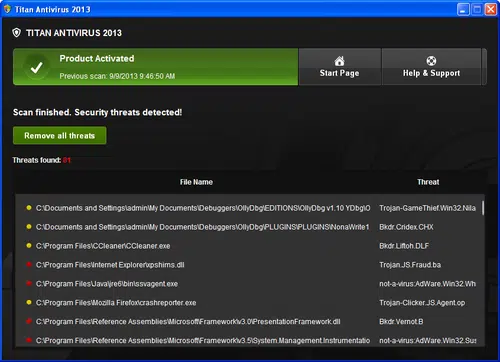 Titan Antivirus 2013
TITAN ANTIVIRUS 2013
Product Activated
Previous scan: 9/9/2013 9:46:50 AM
Start Page
Help & Support
Scan finished. Security threats detected!
Remove all threats
Threats found: 81
File Name Threat
C:\Documents and Settings\admin\My Documents\Debuggers\OllyDbg\EDITIONS\OllyDbg v1.10 YDbg\O Trojan-GameThief.Win32.Nila
C:\Documents and Settings\admin\My Documents\Debuggers\OllyDbg\PLUGINS\PLUGINS\NonaWrite1 Bkdr.Cridex.CHX
C:\Program Files\CCleaner\CCleaner.exe Bkdr.Liftoh.DLF
C:\Program Files\Internet Explorer\xpshims.dll Trojan.JS.Fraud.ba
C:\Program Files\Java\jre6\bin\ssvagent.exe not-a-virus:AdWare.Win32.Wh
C:\Program Files\Mozilla Firefox\crashreporter.exe Trojan-Clicker.JS.Agent.op
C:\Program Files\Reference Assemblies\Microsoft\Framework\v3.0\PresentationFramework.dll Bkdr.Vernot.B
C:\Program Files\Reference Assemblies\Microsoft\Framework\v3.5\System.Management.Instrumentatio not-a-virus:AdWare.Win32.Sus